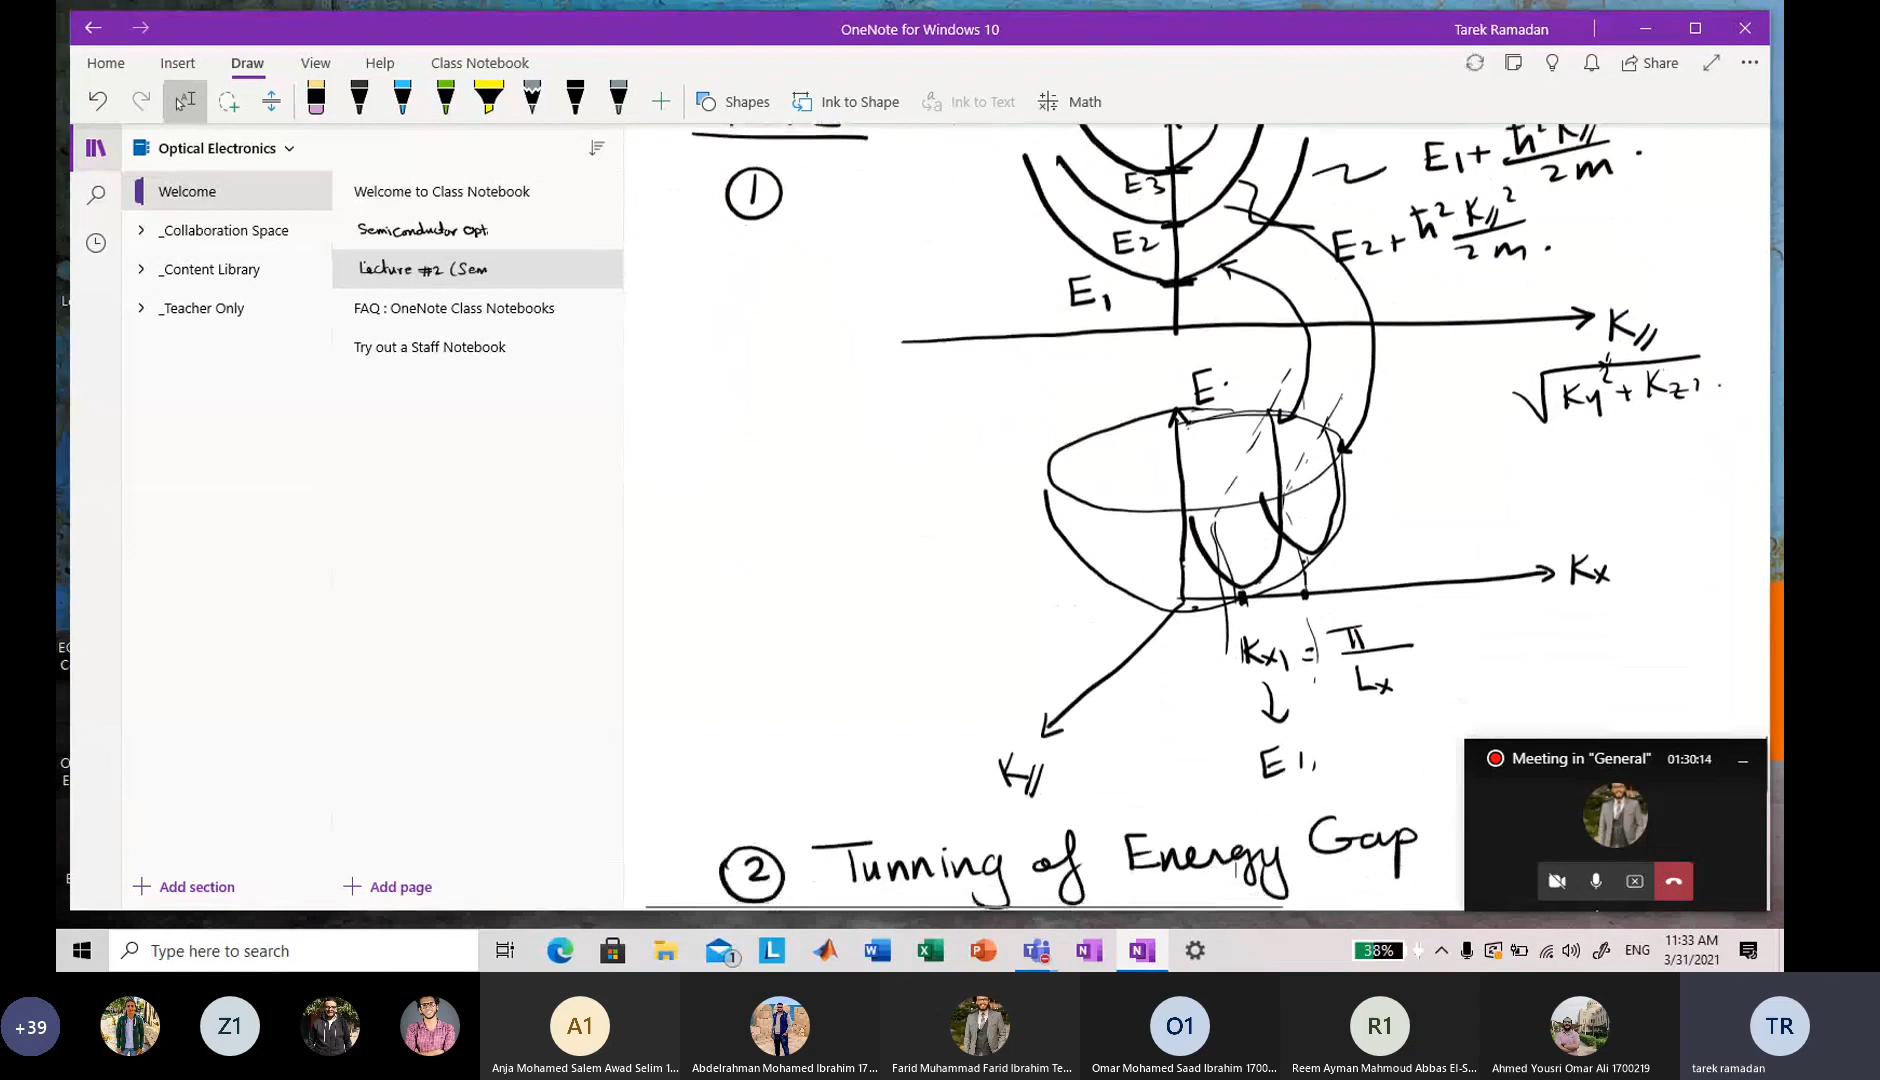 OneNote for Windows 10
Tarek Ramadan
Home Insert Draw View Help Class Notebook
Share
Shapes Ink to Shape Ink to Text Math
Optical Electronics
Welcome
_Collaboration Space
_Content Library
_Teacher Only
Welcome to Class Notebook
Semiconductor Opti
Lecture #2 (Sem
FAQ : OneNote Class Notebooks
Try out a Staff Notebook
Add section
Add page
1
E3
E2
E1
E1 + ħ² K// / 2m .
E2 + ħ² K//² / 2m .
K//
√Ky² + Kz²
E
Kx
Kx1 = π / Lx
E1
K//
2 Tunning of Energy Gap
Meeting in "General" 01:30:14
Type here to search
1
38%
ENG
11:33 AM
3/31/2021
+39
Z1
A1
O1
R1
TR
Anja Mohamed Salem Awad Selim 1...
Abdelrahman Mohamed Ibrahim 17...
Farid Muhammad Farid Ibrahim Te...
Omar Mohamed Saad Ibrahim 1700...
Reem Ayman Mahmoud Abbas El-S...
Ahmed Yousri Omar Ali 1700219
tarek ramadan